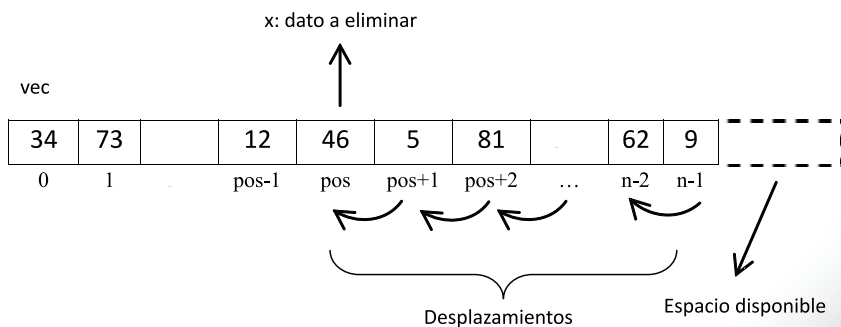 x: dato a eliminar
vec
34 73 12 46 5 81 62 9
0 1 pos-1 pos pos+1 pos+2 … n-2 n-1
Desplazamientos
Espacio disponible